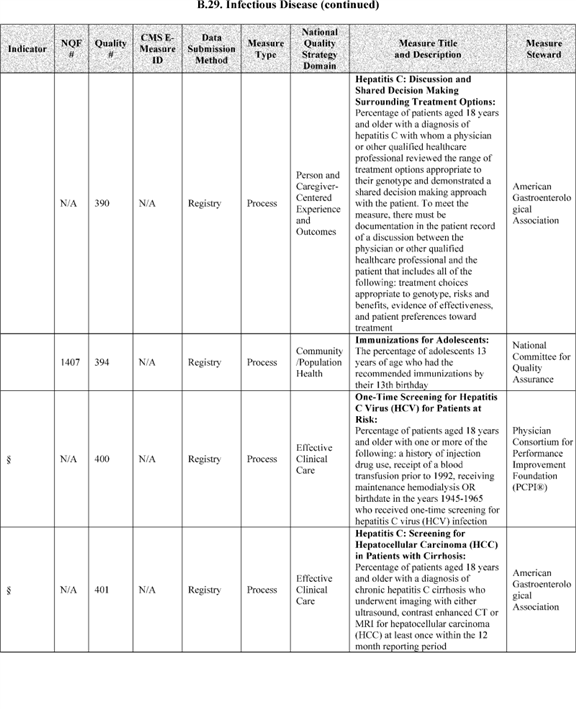 B.29. Infectious Disease (continued)
Indicator
NQF
#
Quality
#
CMS E-
Measure
ID
Data
Submission
Method
Measure
Type
National
Quality
Strategy
Domain
Measure Title
and Description
Measure
Steward
N/A
390
N/A
Registry
Process
Person and
Caregiver-
Centered
Experience
and
Outcomes
Hepatitis C: Discussion and
Shared Decision Making
Surrounding Treatment Options:
Percentage of patients aged 18 years
and older with a diagnosis of
hepatitis C with whom a physician
or other qualified healthcare
professional reviewed the range of
treatment options appropriate to
their genotype and demonstrated a
shared decision making approach
with the patient. To meet the
measure, there must be
documentation in the patient record
of a discussion between the
physician or other qualified
healthcare professional and the
patient that includes all of the
following: treatment choices
appropriate to genotype, risks and
benefits, evidence of effectiveness,
and patient preferences toward
treatment
American
Gastroenterolo
gical
Association
1407
394
N/A
Registry
Process
Community
/Population
Health
Immunizations for Adolescents:
The percentage of adolescents 13
years of age who had the
recommended immunizations by
their 13th birthday
National
Committee for
Quality
Assurance
§
N/A
400
N/A
Registry
Process
Effective
Clinical
Care
One-Time Screening for Hepatitis
C Virus (HCV) for Patients at
Risk:
Percentage of patients aged 18 years
and older with one or more of the
following: a history of injection
drug use, receipt of a blood
transfusion prior to 1992, receiving
maintenance hemodialysis OR
birthdate in the years 1945-1965
who received one-time screening for
hepatitis C virus (HCV) infection
Physician
Consortium for
Performance
Improvement
Foundation
(PCPI®)
§
N/A
401
N/A
Registry
Process
Effective
Clinical
Care
Hepatitis C: Screening for
Hepatocellular Carcinoma (HCC)
in Patients with Cirrhosis:
Percentage of patients aged 18 years
and older with a diagnosis of
chronic hepatitis C cirrhosis who
underwent imaging with either
ultrasound, contrast enhanced CT or
MRI for hepatocellular carcinoma
(HCC) at least once within the 12
month reporting period
American
Gastroenterolo
gical
Association